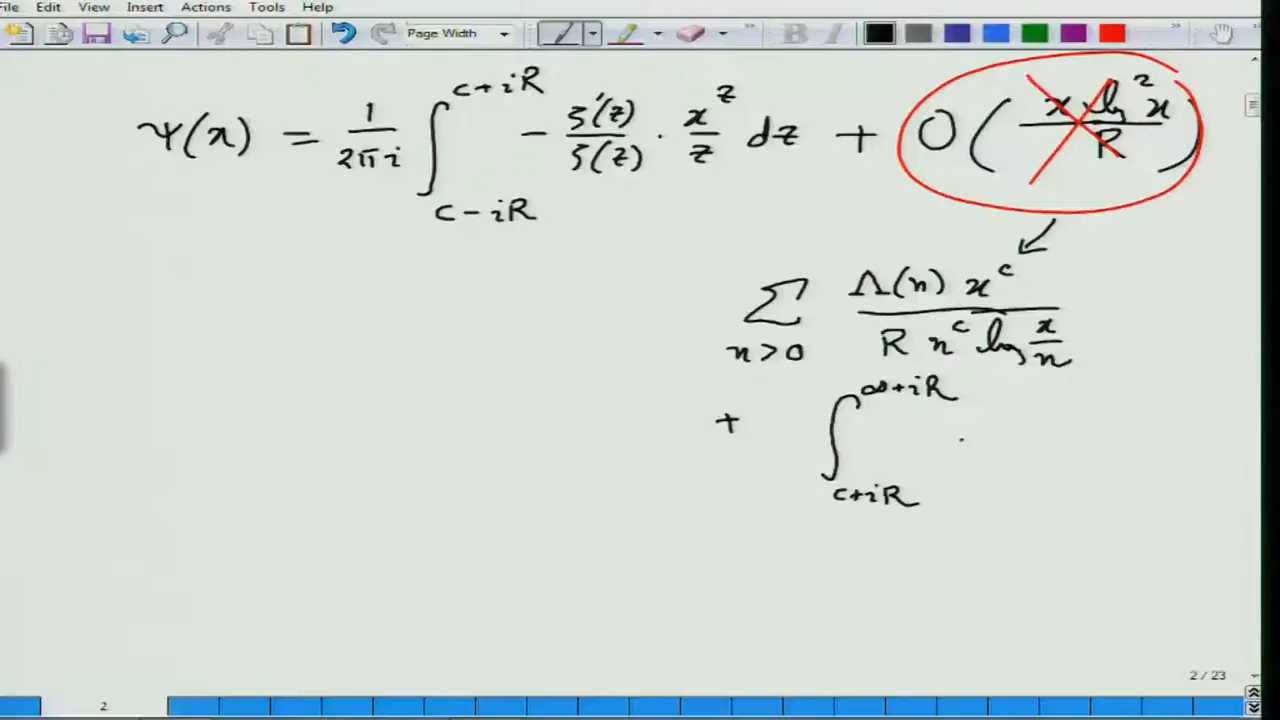 File Edit View Insert Actions Tools Help
Page Width
ψ(x) = 1/2πi ∫_{c-iR}^{c+iR} - ζ'(z)/ζ(z) · x^z/z dz + O(x log² x / R)
∑_{n>0} Λ(n) x^c / R n^c log x/n
+ ∫_{c+iR}^{∞+iR}
2 / 23
2